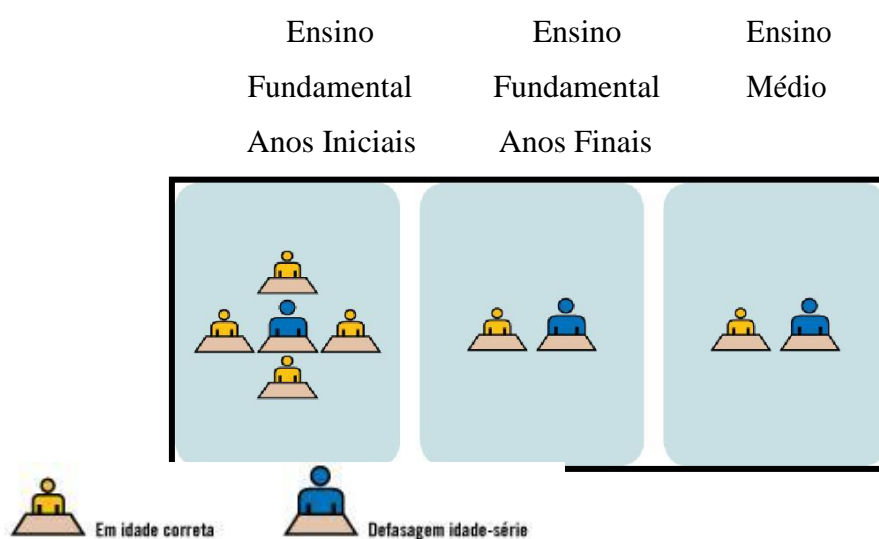 Ensino
Fundamental
Anos Iniciais
Ensino
Fundamental
Anos Finais
Ensino
Médio
Em idade correta
Defasagem idade-série